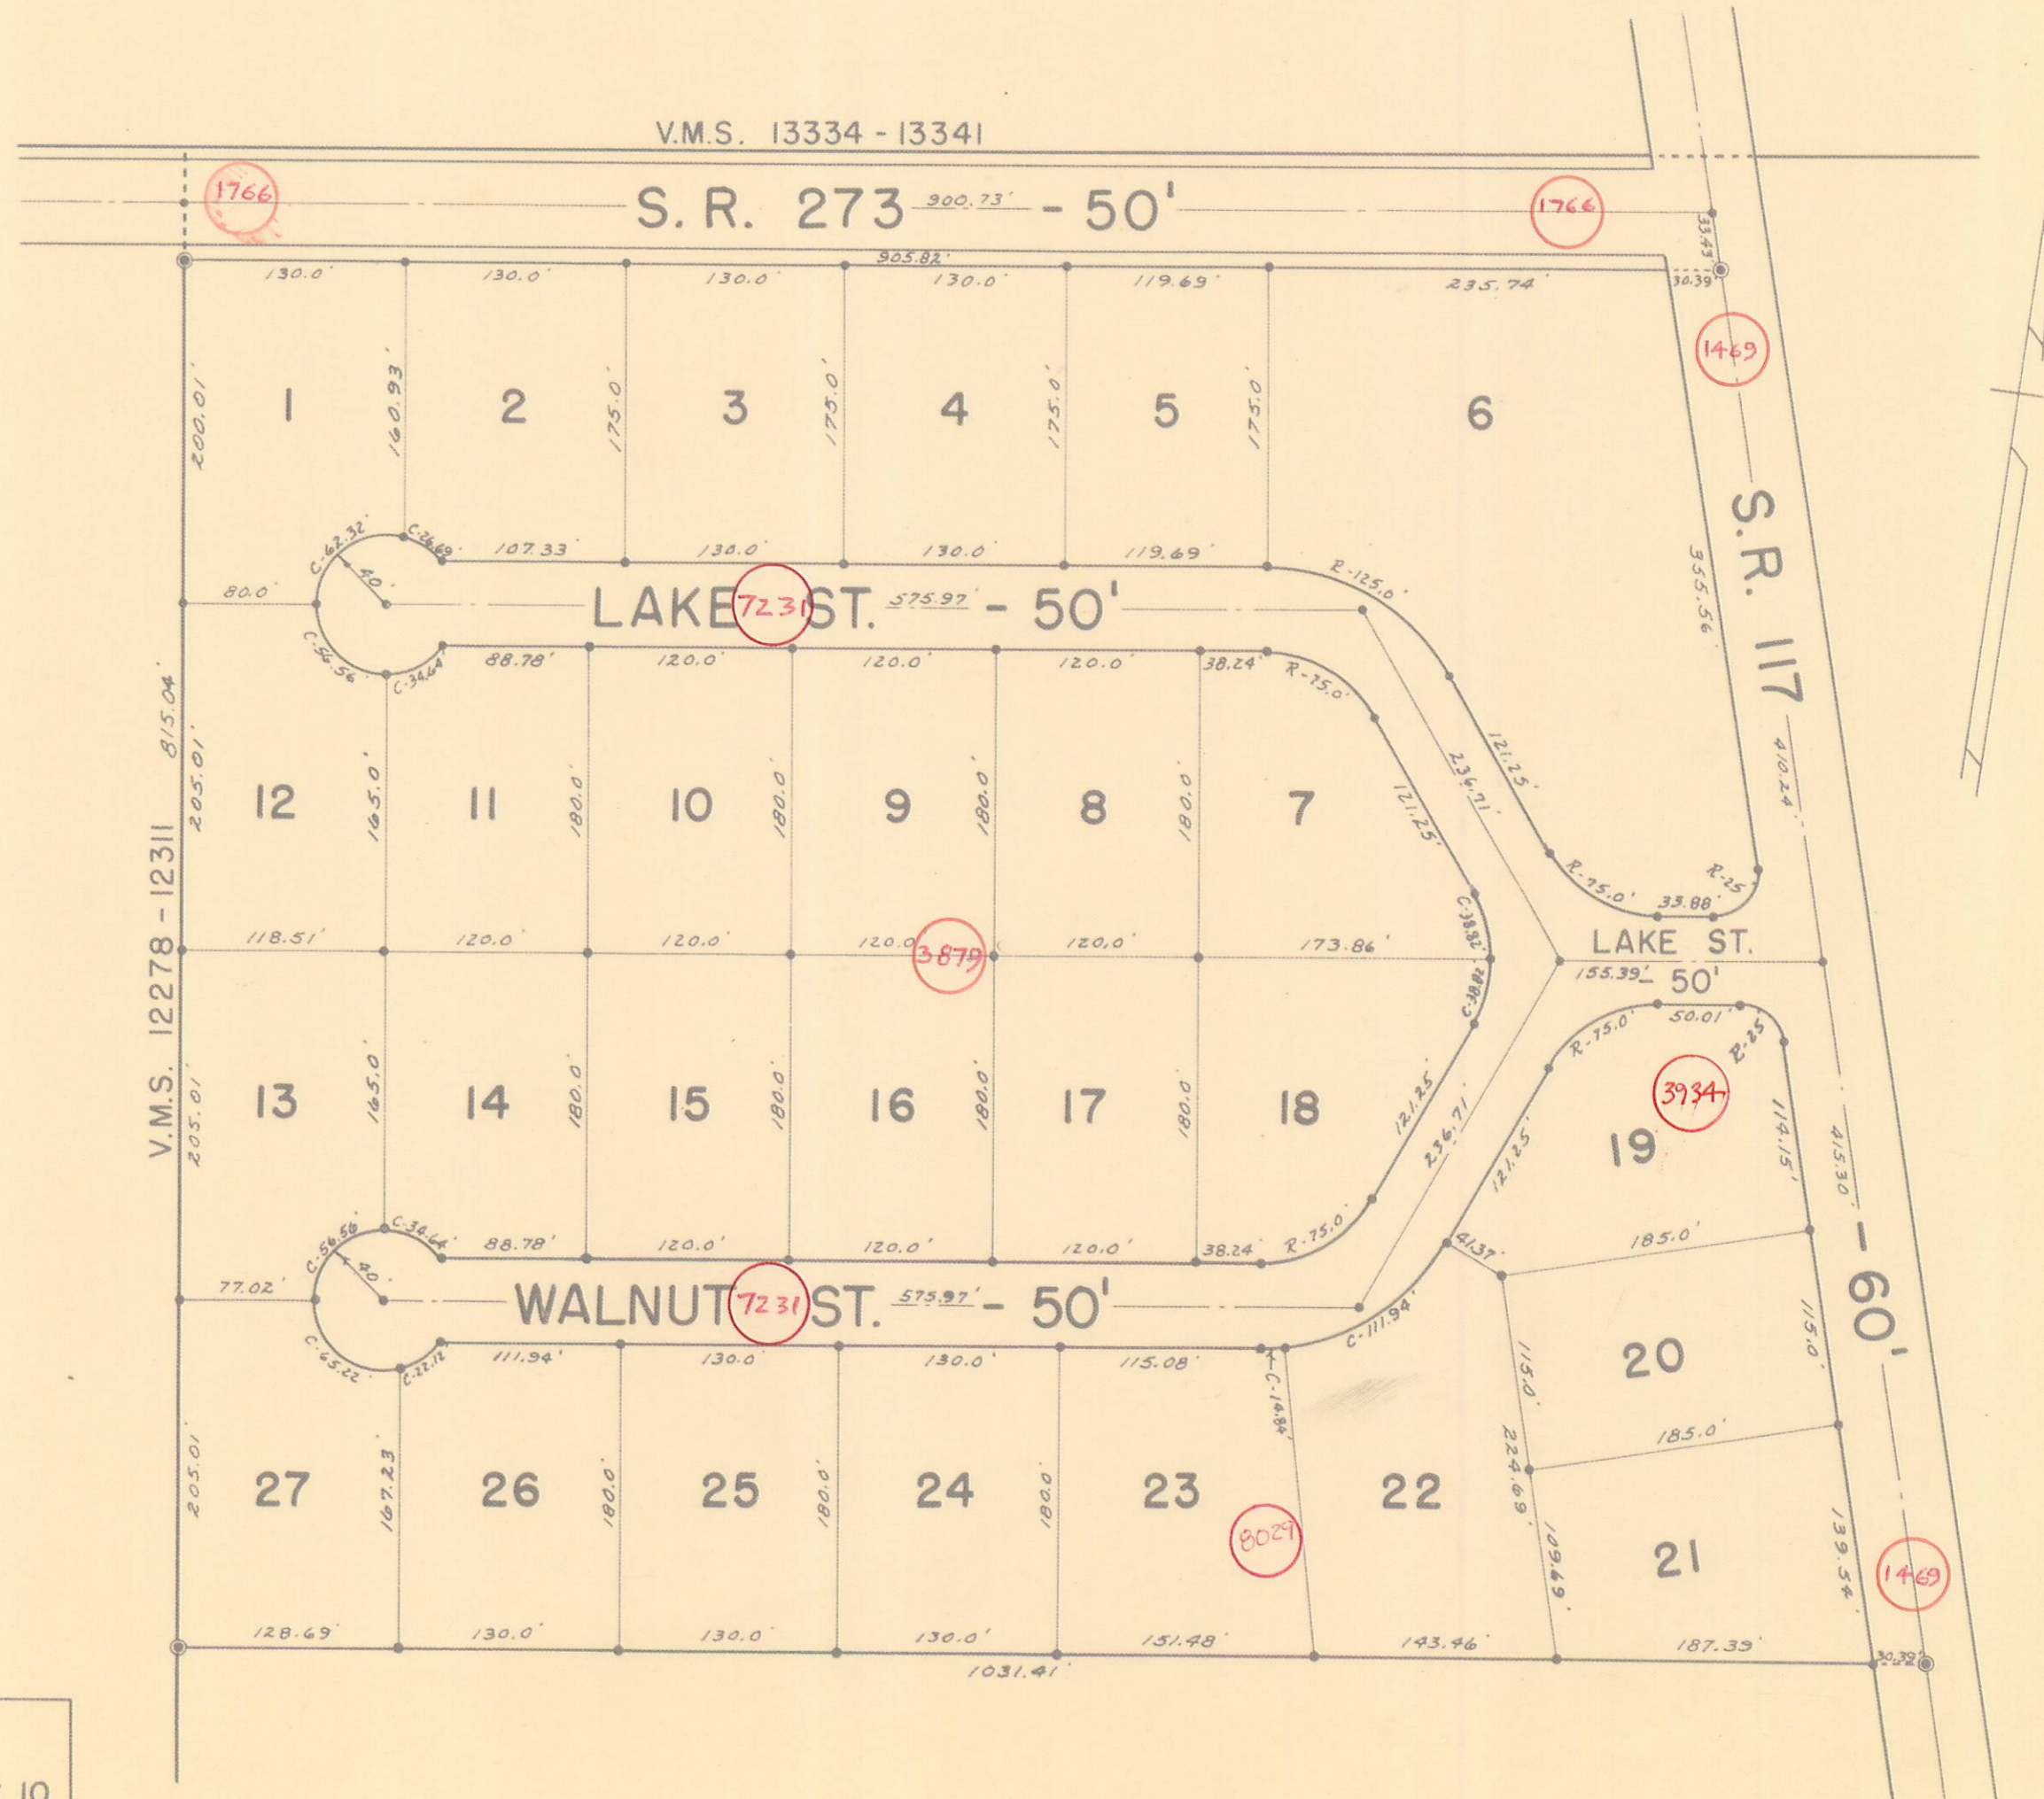 V.M.S. 13334 - 13341
1766
S. R. 273 900.73' - 50'
1766
33.43'
905.82'
130.0' 130.0' 130.0' 130.0' 119.69' 235.74' 30.39'
1469
200.01' 160.93' 175.0' 175.0' 175.0' 175.0'
1 2 3 4 5 6
S.R. 117
355.56'
C-62.32' C-26.69' 107.33' 130.0' 130.0' 119.69' R-125.0'
40'
80.0'
LAKE 7231 ST. 575.97' - 50'
C-56.56' C-34.64' 88.78' 120.0' 120.0' 120.0' 38.24' R-75.0'
V.M.S. 12278 - 12311 815.04'
205.01' 165.0' 180.0' 180.0' 180.0' 180.0' 121.25' 236.71' 121.25' 410.24'
12 11 10 9 8 7
R-75.0' 33.88' R-25'
C-38.82'
118.51' 120.0' 120.0' 120.0' 3879 120.0' 173.86'
LAKE ST.
155.39' - 50'
C-38.82'
R-75.0' 50.01' R-25'
3934
205.01' 165.0' 180.0' 180.0' 180.0' 180.0' 121.25' 236.71' 121.25' 114.15' 415.30'
13 14 15 16 17 18 19
C-56.56' C-34.64' 88.78' 120.0' 120.0' 120.0' 38.24' R-75.0' 41.37' 185.0'
40'
77.02'
WALNUT 7231 ST. 575.97' - 50'
- 60'
C-65.22' C-22.12' 111.94' 130.0' 130.0' 115.08' C-14.84' C-111.94'
115.0' 20 115.0'
185.0'
205.01' 167.23' 180.0' 180.0' 180.0' 224.69'
27 26 25 24 23 22
8029
109.69' 21 139.54' 1469
128.69' 130.0' 130.0' 130.0' 151.48' 143.46' 187.39' 30.39'
1031.41'
10